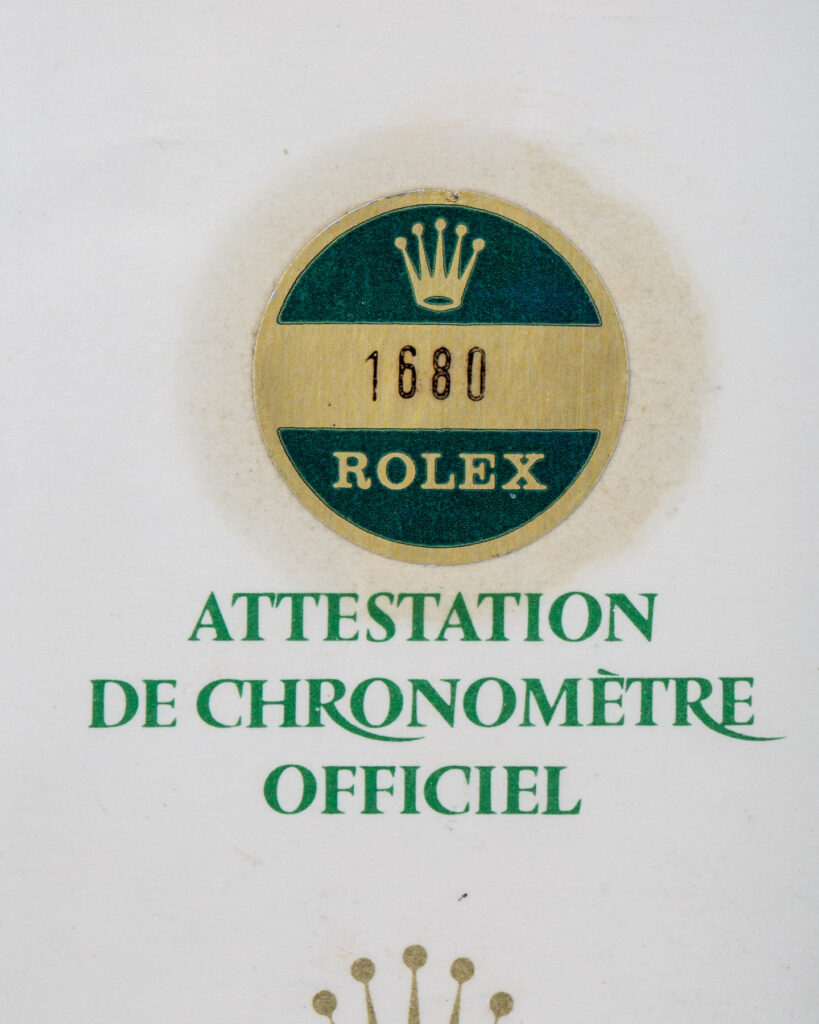 1680
ROLEX
ATTESTATION
DE CHRONOMÈTRE
OFFICIEL